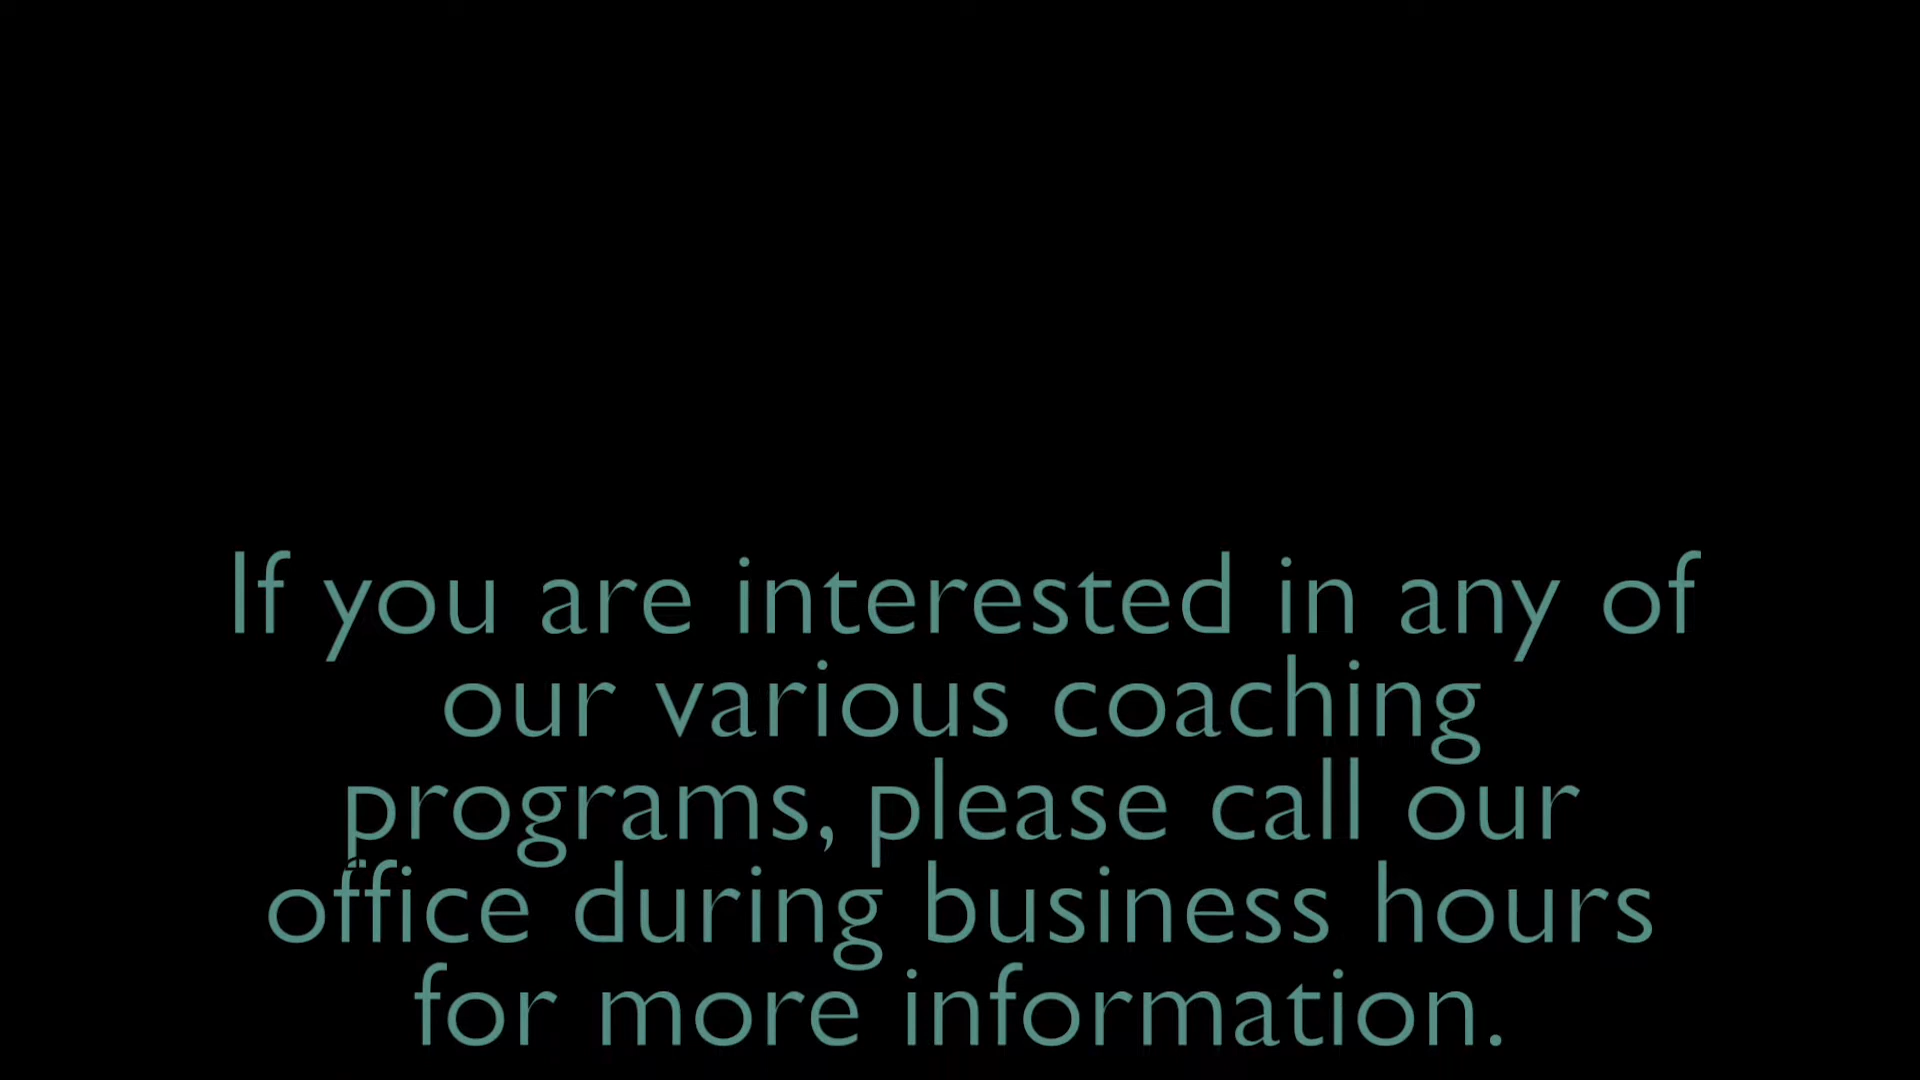 If you are interested in any of
our various coaching
programs, please call our
office during business hours
for more information.